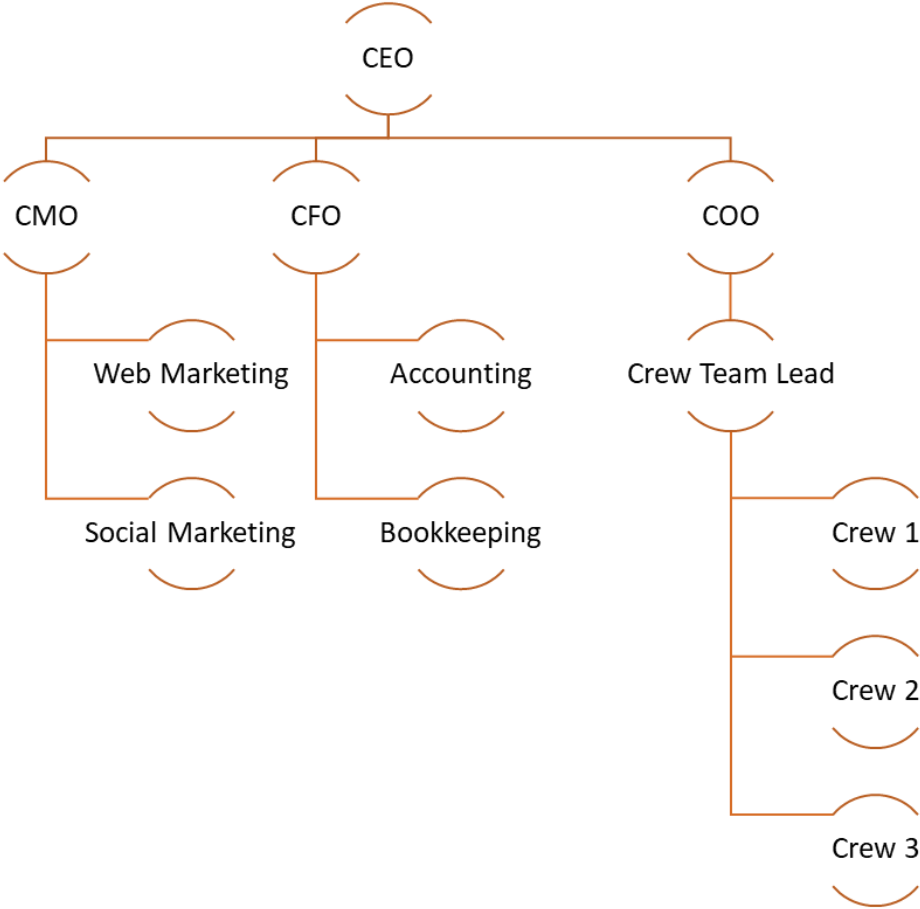 CEO
CMO
CFO
COO
Web Marketing
Accounting
Crew Team Lead
Social Marketing
Bookkeeping
Crew 1
Crew 2
Crew 3